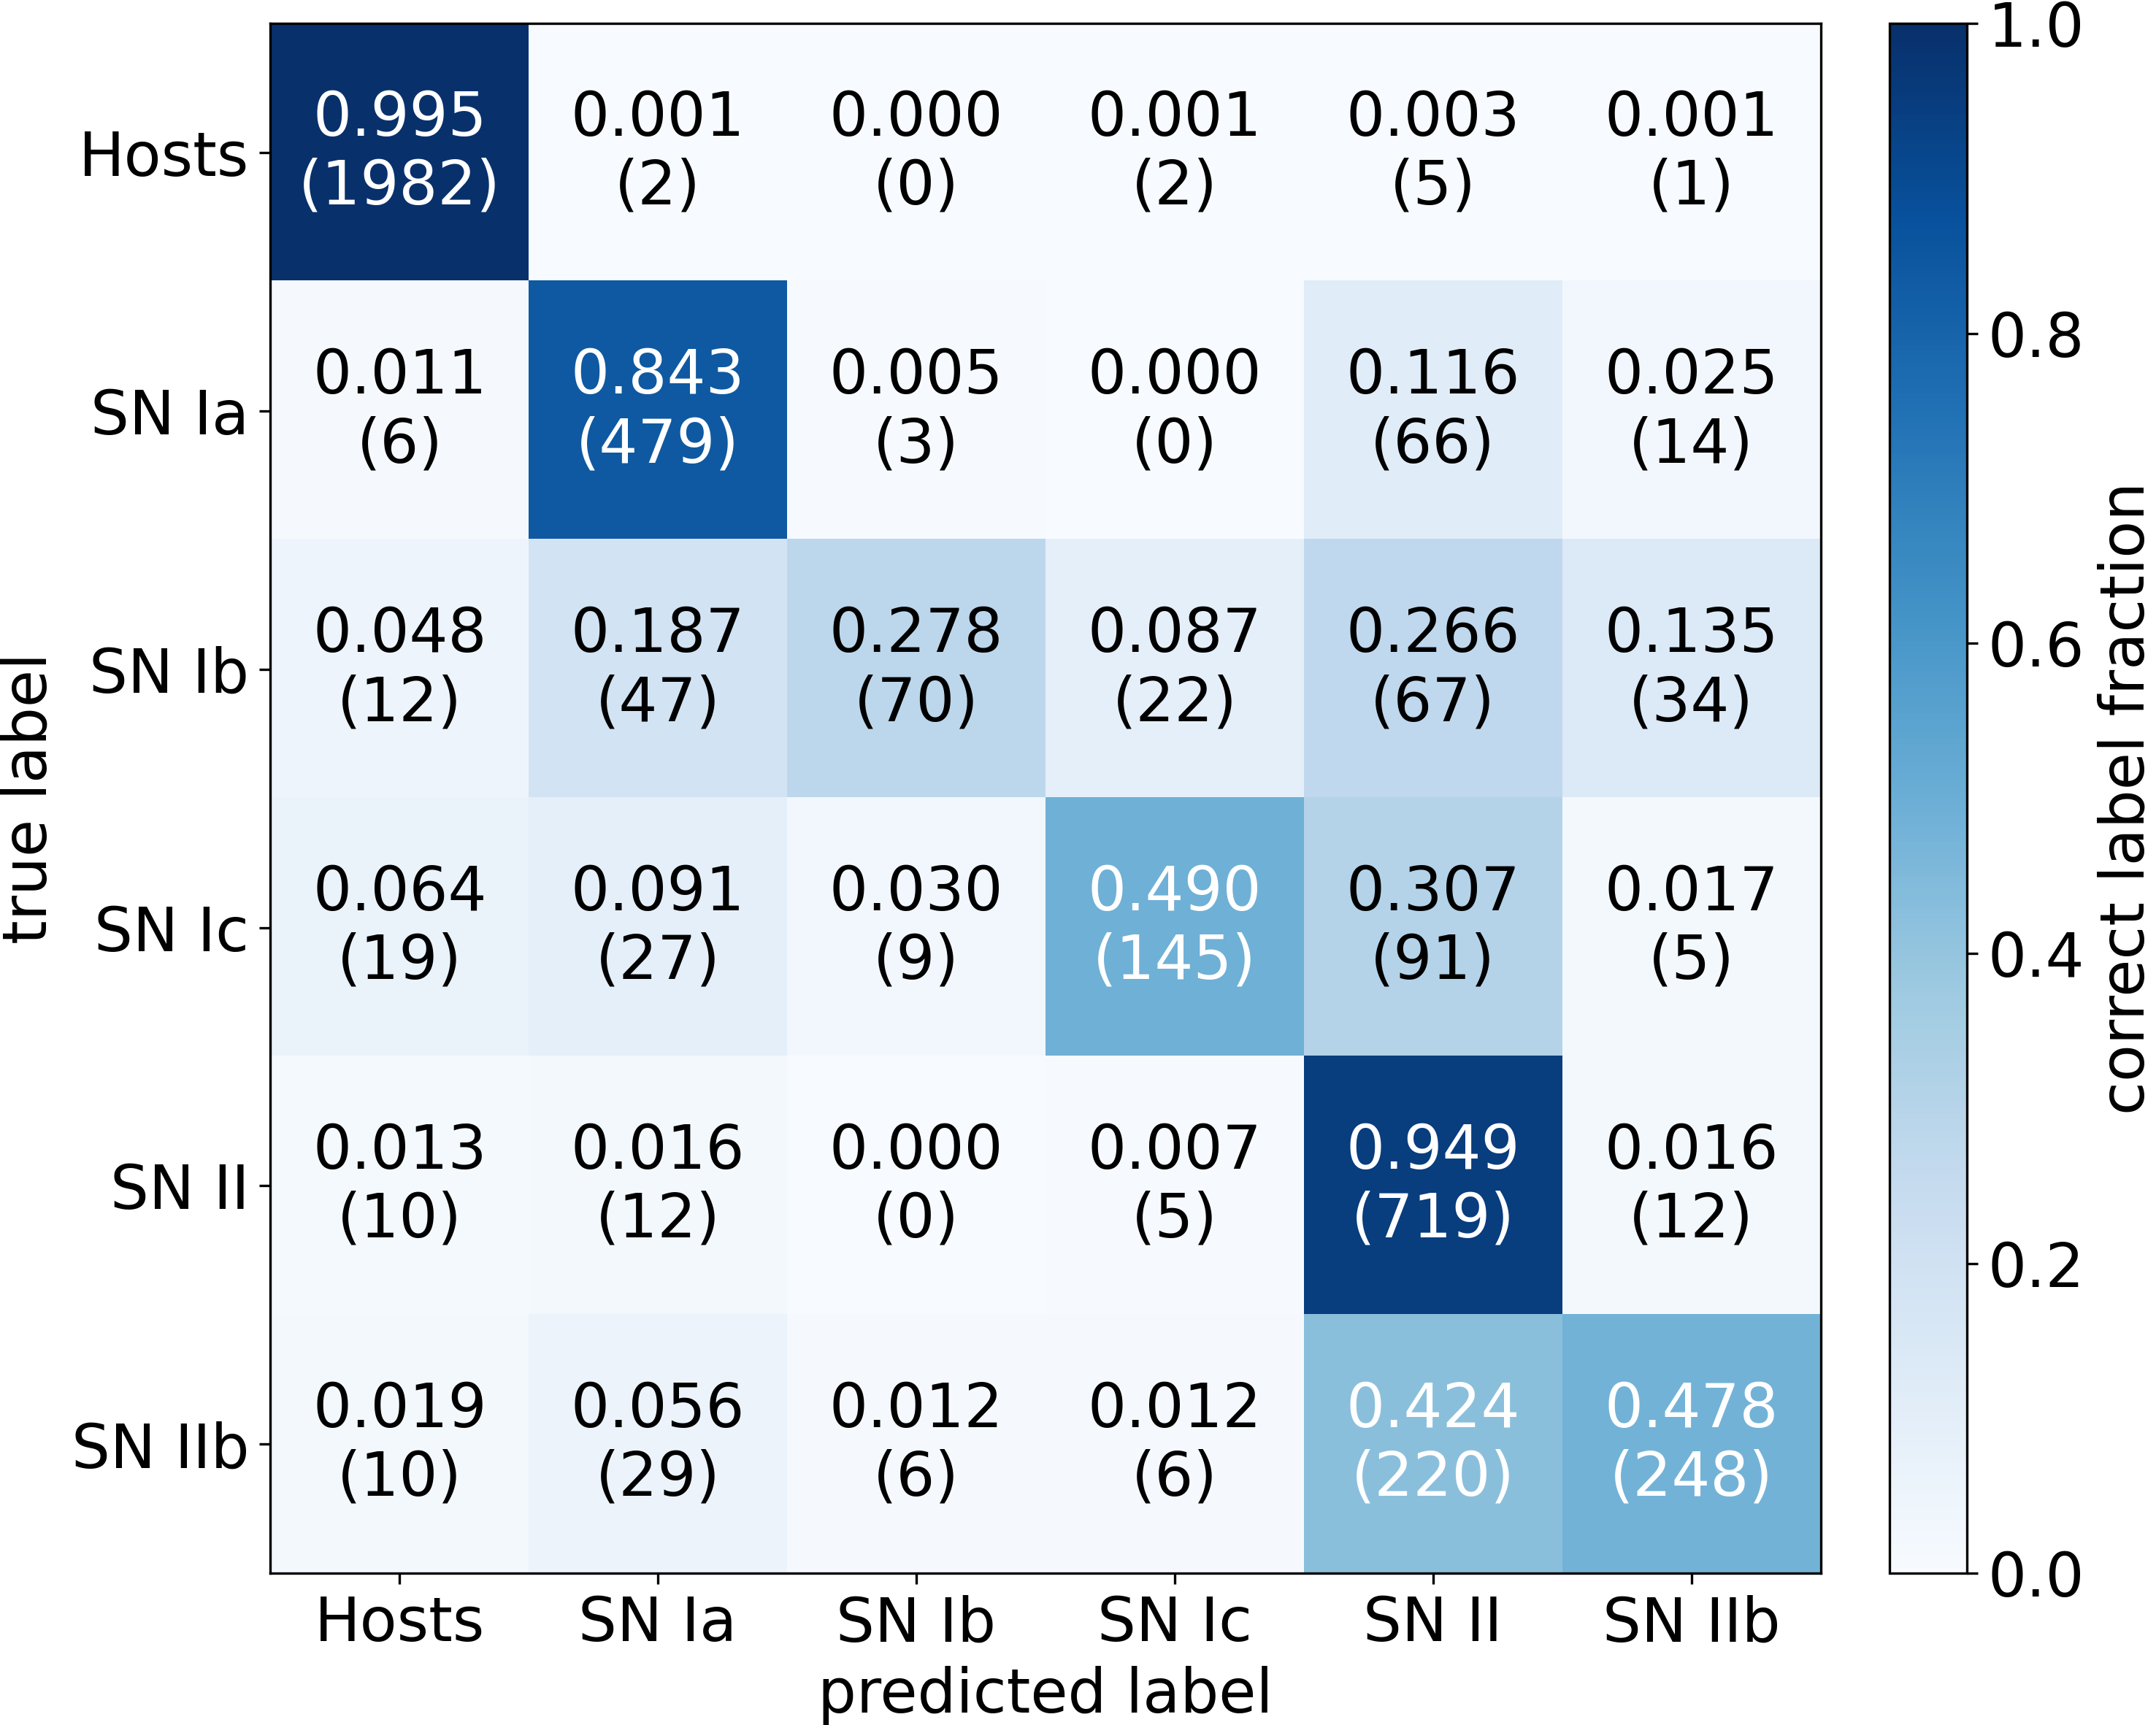 true label
Hosts
0.995 0.001 0.000 0.001 0.003 0.001
(1982) (2) (0) (2) (5) (1)
SN Ia
0.011 0.843 0.005 0.000 0.116 0.025
(6) (479) (3) (0) (66) (14)
SN Ib
0.048 0.187 0.278 0.087 0.266 0.135
(12) (47) (70) (22) (67) (34)
SN Ic
0.064 0.091 0.030 0.490 0.307 0.017
(19) (27) (9) (145) (91) (5)
SN II
0.013 0.016 0.000 0.007 0.949 0.016
(10) (12) (0) (5) (719) (12)
SN IIb
0.019 0.056 0.012 0.012 0.424 0.478
(10) (29) (6) (6) (220) (248)
Hosts SN Ia SN Ib SN Ic SN II SN IIb
predicted label
1.0
0.8
0.6
0.4
0.2
0.0
correct label fraction